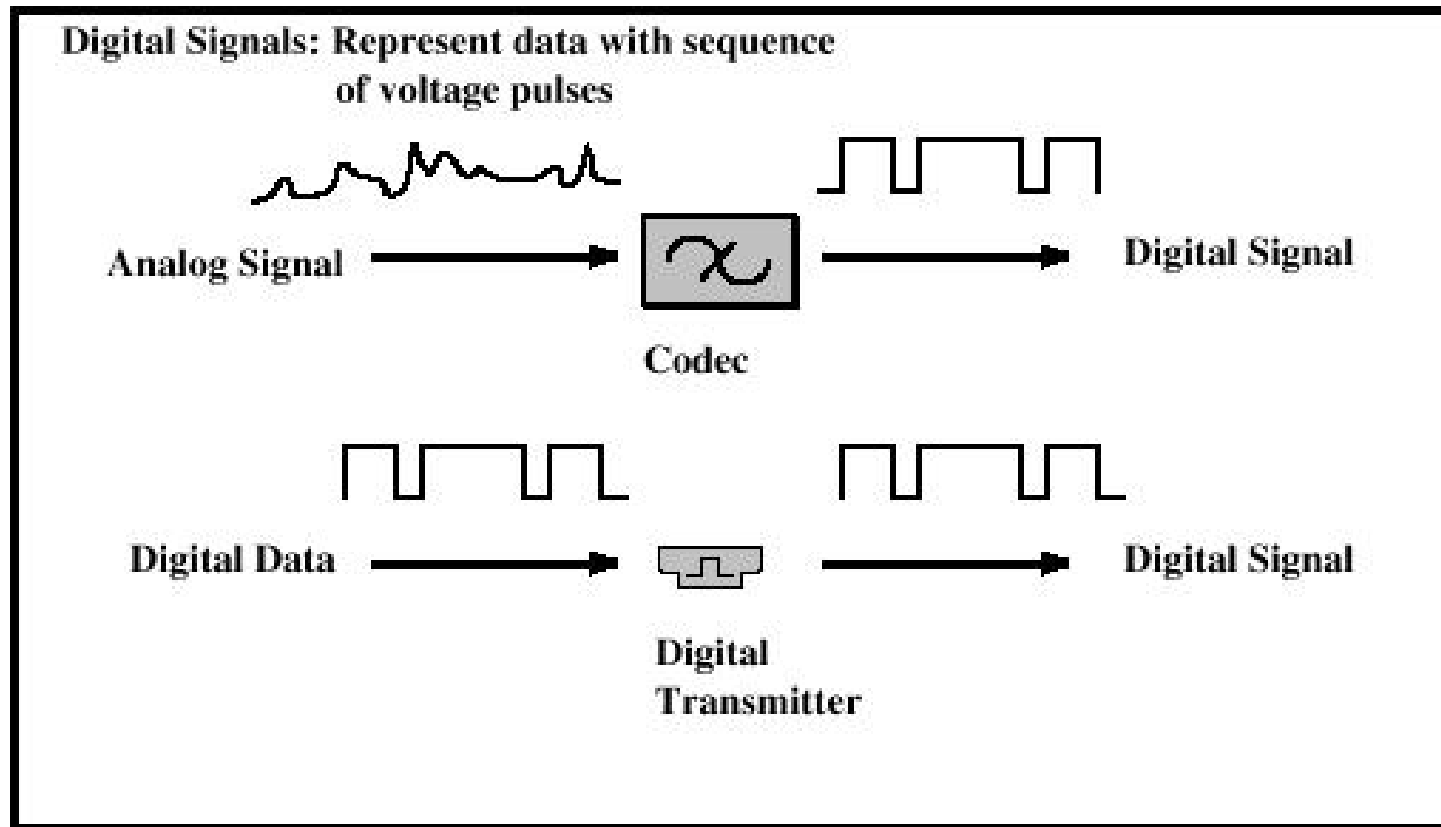 Digital Signals: Represent data with sequence
of voltage pulses
Analog Signal
Digital Signal
Codec
Digital Data
Digital Signal
Digital
Transmitter